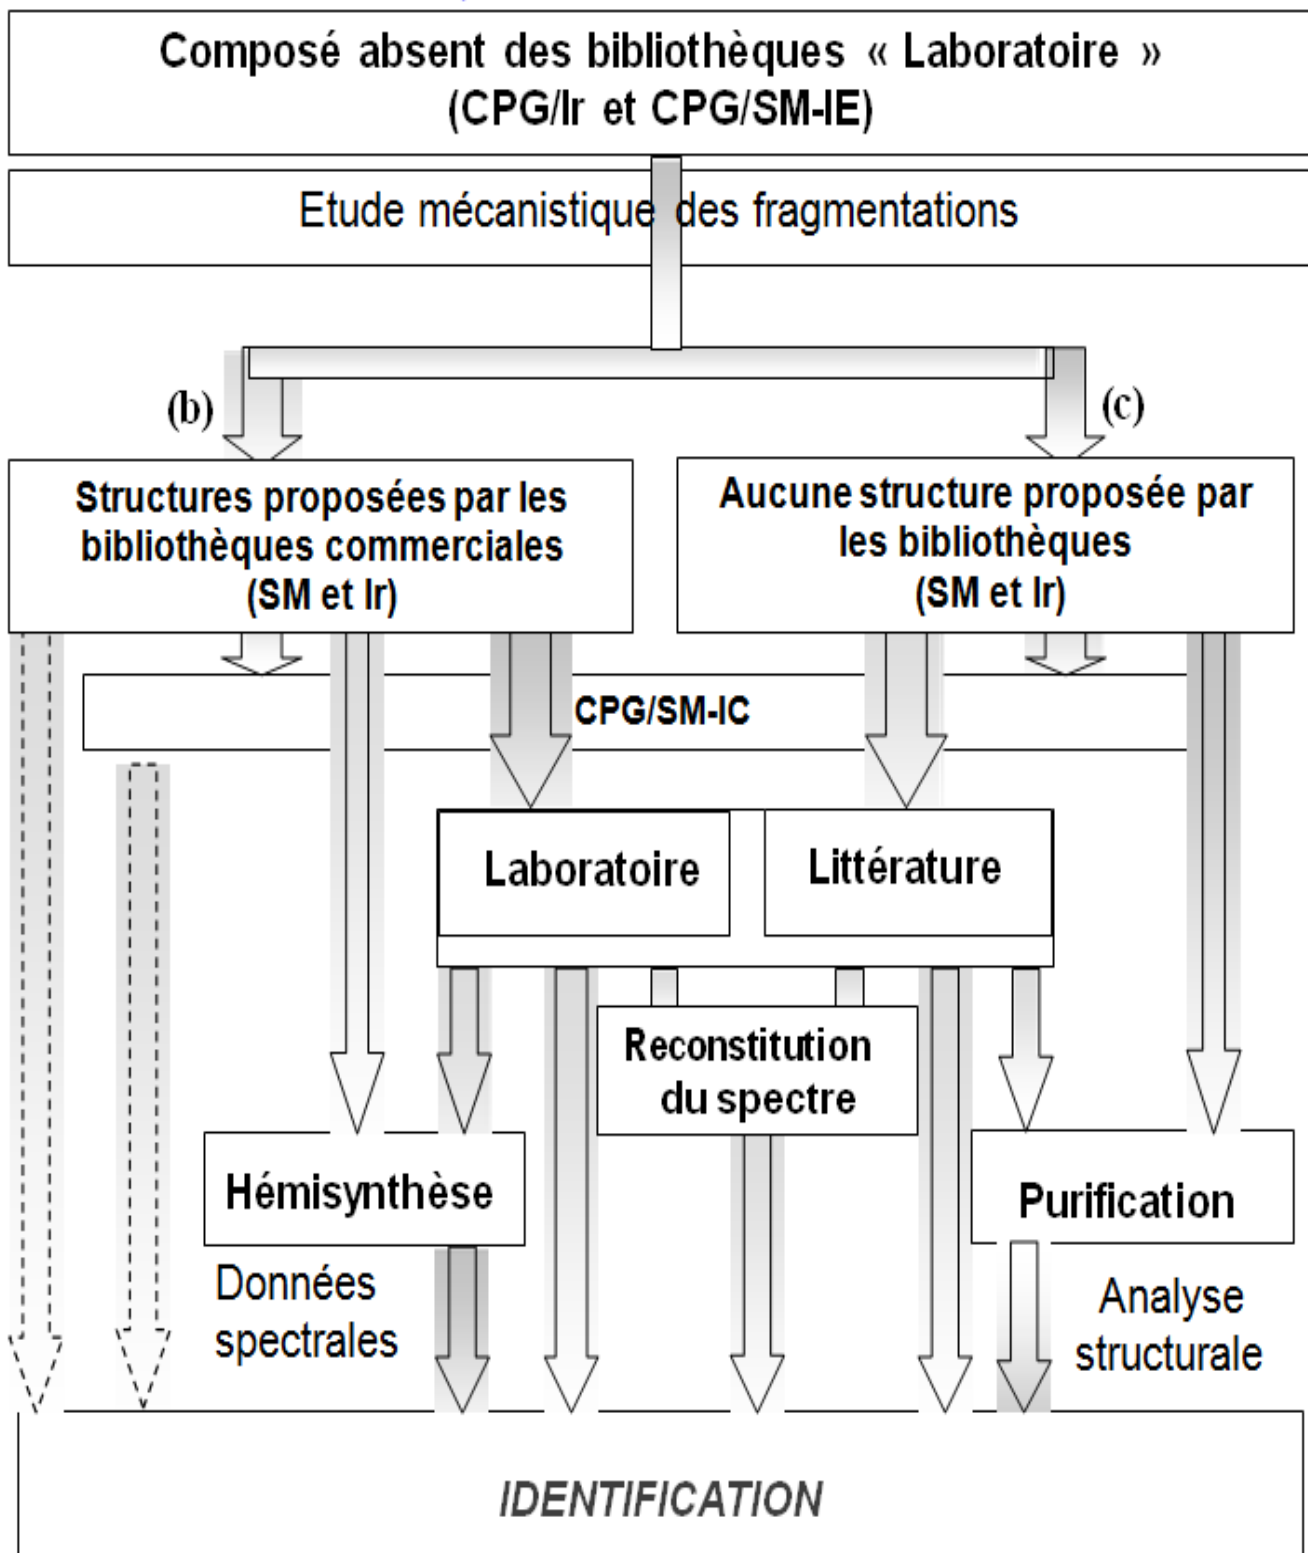 Composé absent des bibliothèques « Laboratoire »
(CPG/Ir et CPG/SM-IE)
Etude mécanistique des fragmentations
(b)
(c)
Structures proposées par les
bibliothèques commerciales
(SM et Ir)
Aucune structure proposée par
les bibliothèques
(SM et Ir)
CPG/SM-IC
Laboratoire
Littérature
Reconstitution
du spectre
Hémisynthèse
Purification
Données
spectrales
Analyse
structurale
IDENTIFICATION